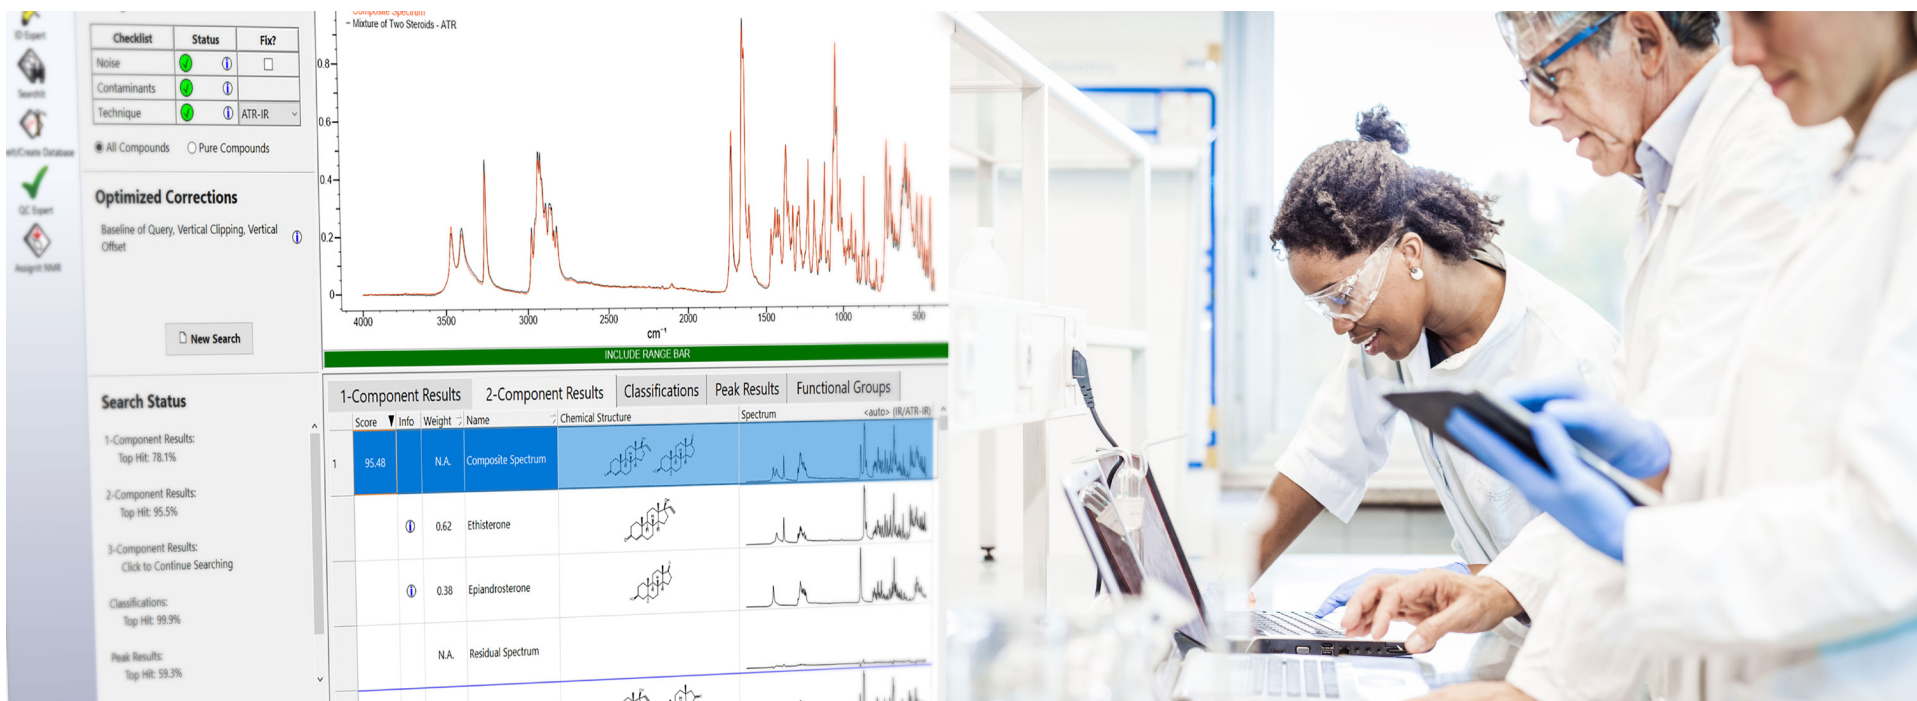 ID Expert
SearchIt
QC Expert
AssignIt NMR
Checklist Status Fix?
Noise
Contaminants
Technique ATR-IR
All Compounds Pure Compounds
Optimized Corrections
Baseline of Query, Vertical Clipping, Vertical
Offset
New Search
Search Status
1-Component Results:
Top Hit: 78.1%
2-Component Results:
Top Hit: 95.5%
3-Component Results:
Click to Continue Searching
Classifications:
Top Hit: 99.9%
Peak Results:
Top Hit: 59.3%
Composite Spectrum
– Mixture of Two Steroids - ATR
0.8
0.6
0.4
0.2
0
4000 3500 3000 2500 2000 1500 1000 500
cm⁻¹
INCLUDE RANGE BAR
1-Component Results 2-Component Results Classifications Peak Results Functional Groups
Score Info Weight Name Chemical Structure Spectrum <auto> (IR/ATR-IR)
1 95.48 N.A. Composite Spectrum
0.62 Ethisterone
0.38 Epiandrosterone
N.A. Residual Spectrum